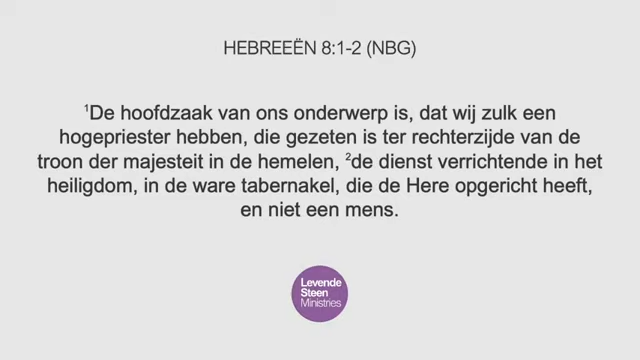 HEBREEËN 8:1-2 (NBG)
¹De hoofdzaak van ons onderwerp is, dat wij zulk een
hogepriester hebben, die gezeten is ter rechterzijde van de
troon der majesteit in de hemelen, ²de dienst verrichtende in het
heiligdom, in de ware tabernakel, die de Here opgericht heeft,
en niet een mens.
Levende
Steen
Ministries